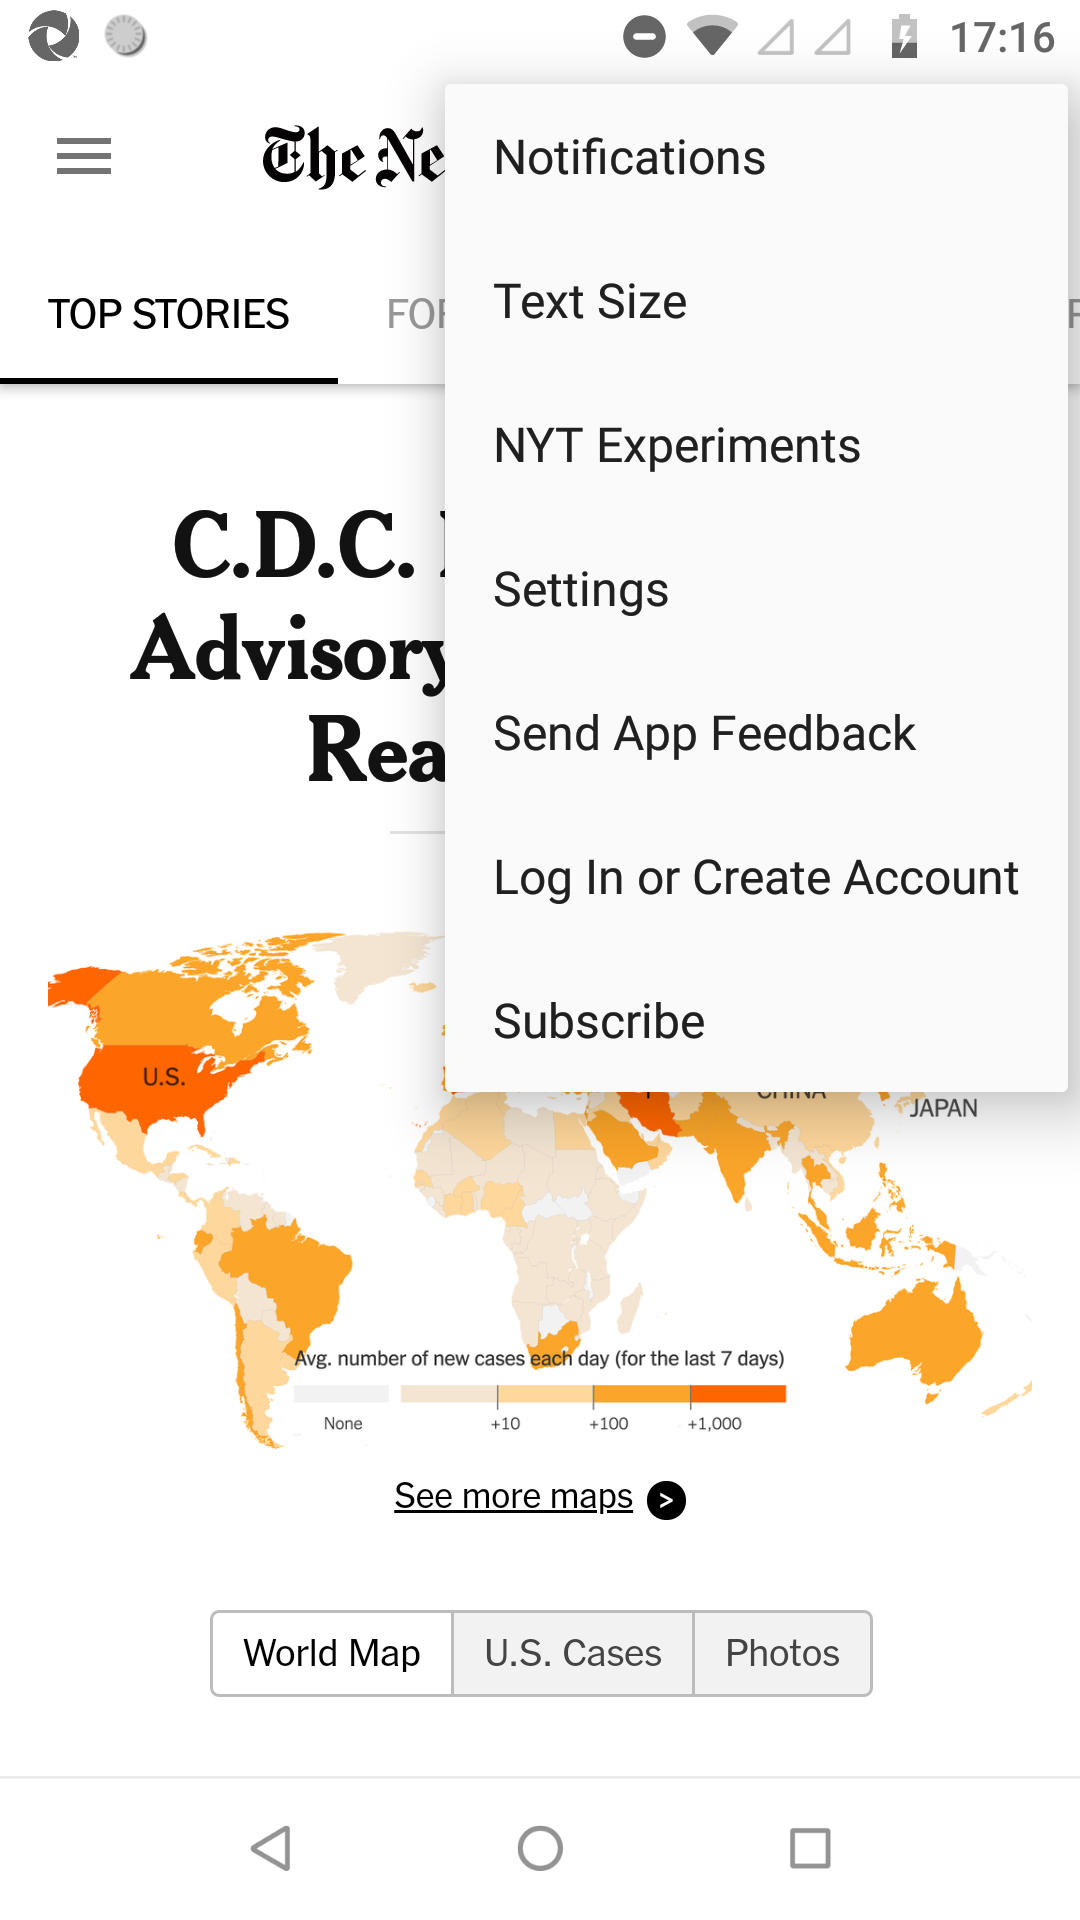 17:16
The Ne
Notifications
Text Size
NYT Experiments
Settings
Send App Feedback
Log In or Create Account
Subscribe
TOP STORIES
C.D.C.
Advisory
Rea
U.S.
CHINA
JAPAN
Avg. number of new cases each day (for the last 7 days)
None +10 +100 +1,000
See more maps >
World Map U.S. Cases Photos